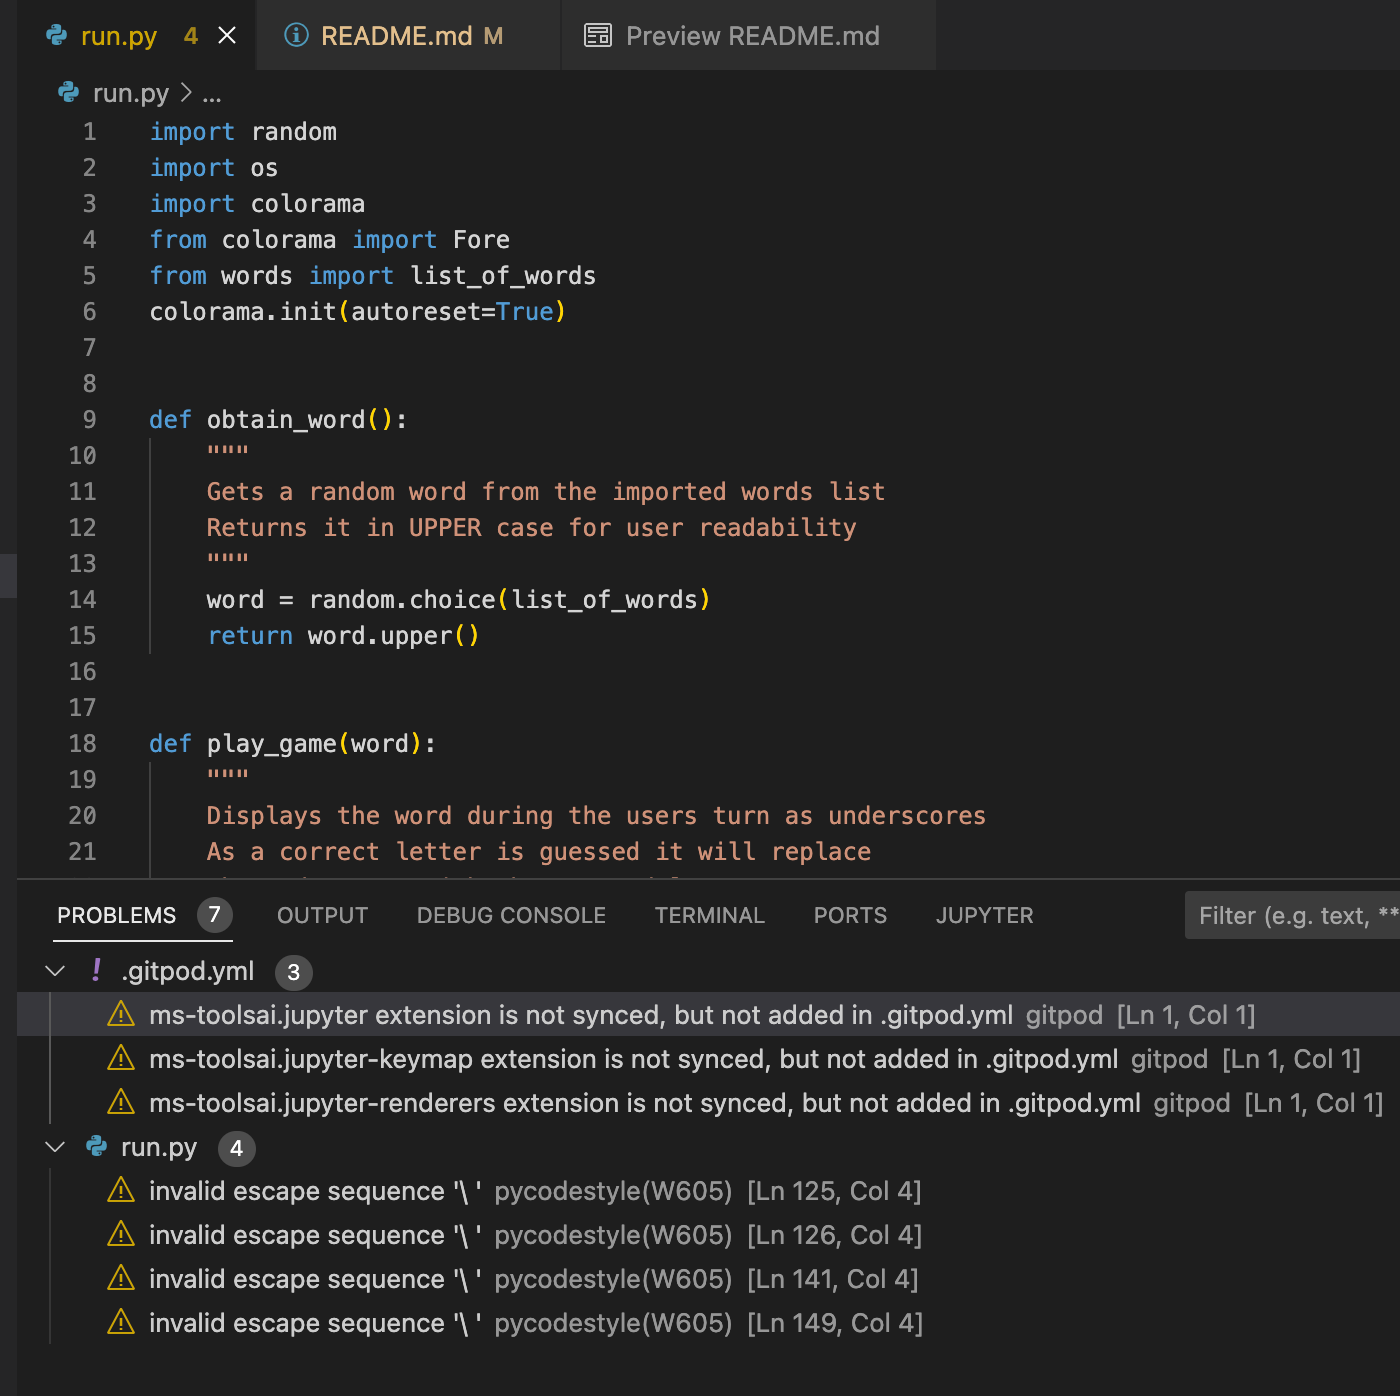 run.py 4 README.md M Preview README.md
run.py > ...
1 import random
2 import os
3 import colorama
4 from colorama import Fore
5 from words import list_of_words
6 colorama.init(autoreset=True)
7
8
9 def obtain_word():
10 """
11 Gets a random word from the imported words list
12 Returns it in UPPER case for user readability
13 """
14 word = random.choice(list_of_words)
15 return word.upper()
16
17
18 def play_game(word):
19 """
20 Displays the word during the users turn as underscores
21 As a correct letter is guessed it will replace
PROBLEMS 7 OUTPUT DEBUG CONSOLE TERMINAL PORTS JUPYTER Filter (e.g. text, **
! .gitpod.yml 3
ms-toolsai.jupyter extension is not synced, but not added in .gitpod.yml gitpod [Ln 1, Col 1]
ms-toolsai.jupyter-keymap extension is not synced, but not added in .gitpod.yml gitpod [Ln 1, Col 1]
ms-toolsai.jupyter-renderers extension is not synced, but not added in .gitpod.yml gitpod [Ln 1, Col 1]
run.py 4
invalid escape sequence '\ ' pycodestyle(W605) [Ln 125, Col 4]
invalid escape sequence '\ ' pycodestyle(W605) [Ln 126, Col 4]
invalid escape sequence '\ ' pycodestyle(W605) [Ln 141, Col 4]
invalid escape sequence '\ ' pycodestyle(W605) [Ln 149, Col 4]